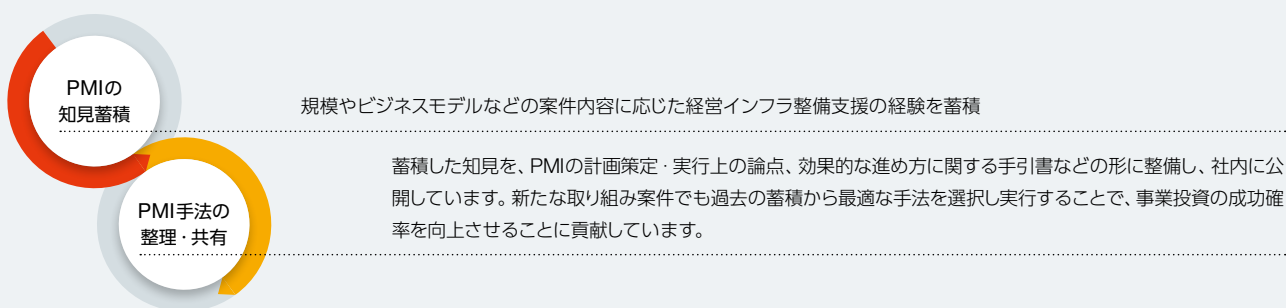 PMIの
知見蓄積
規模やビジネスモデルなどの案件内容に応じた経営インフラ整備支援の経験を蓄積
蓄積した知見を、PMIの計画策定・実行上の論点、効果的な進め方に関する手引書などの形に整備し、社内に公
開しています。新たな取り組み案件でも過去の蓄積から最適な手法を選択し実行することで、事業投資の成功確
率を向上させることに貢献しています。
PMI手法の
整理・共有